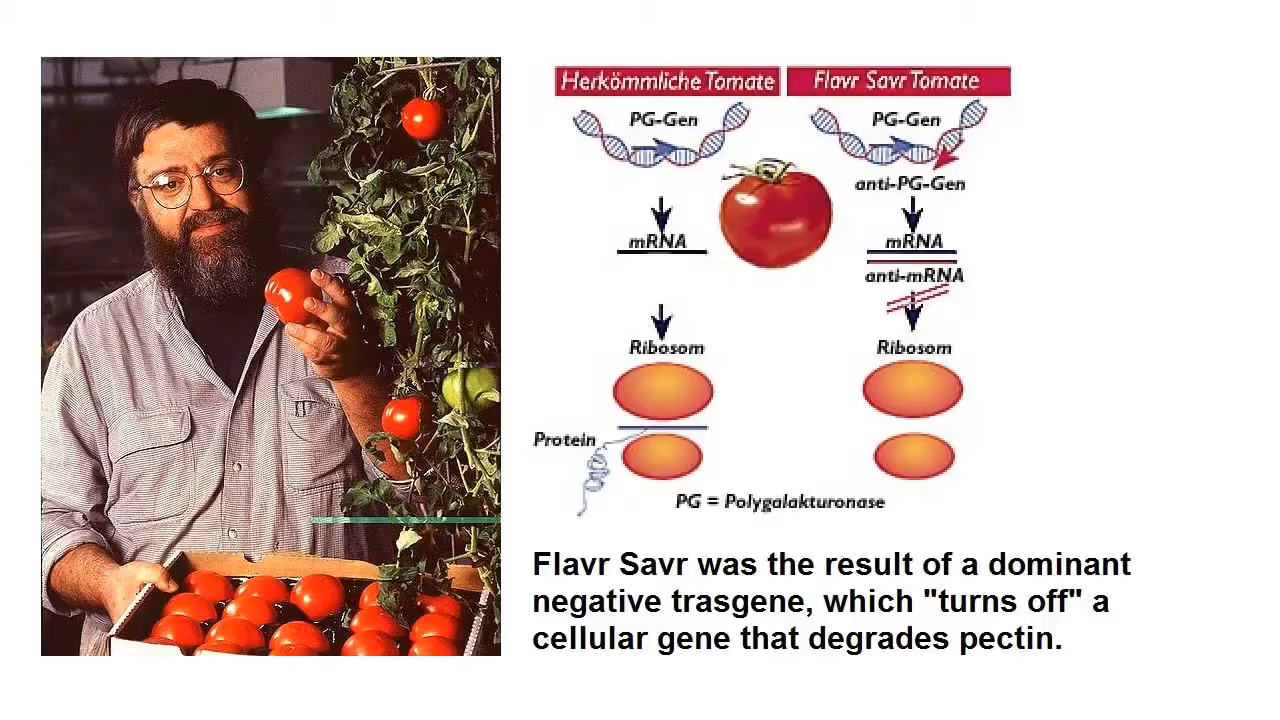 Herkömmliche Tomate
PG-Gen
mRNA
Ribosom
Protein
Flavr Savr Tomate
PG-Gen
anti-PG-Gen
mRNA
anti-mRNA
Ribosom
PG = Polygalakturonase
Flavr Savr was the result of a dominant
negative trasgene, which "turns off" a
cellular gene that degrades pectin.